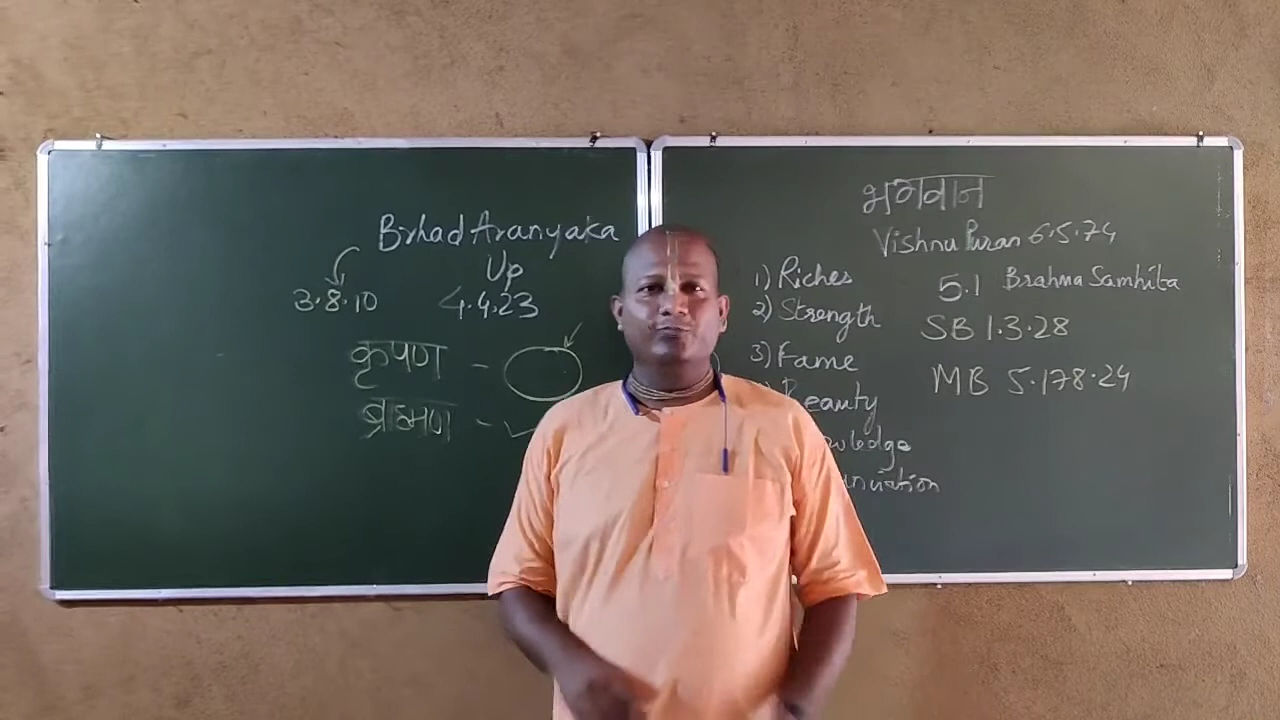 Brhad Aranyaka
Up
3.8.10 4.4.23
कृपण -
ब्राह्मण -
भगवान
Vishnu Puran 6.5.74
1) Riches
5.1 Brahma Samhita
2) Strength
SB 1.3.28
3) Fame
MB 5.178.24
Beauty